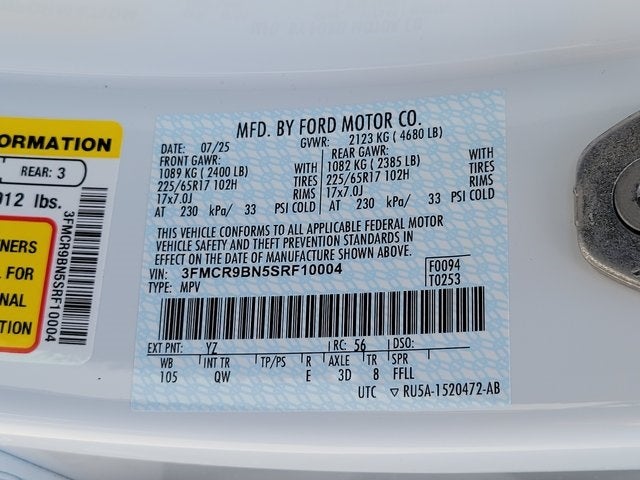 ORMATION
REAR: 3
912 lbs.
NERS
L FOR
NAL
ION
3FMCR9BN5SRF10004
MFD. BY FORD MOTOR CO.
DATE: 07/25 GVWR: 2123 KG ( 4680 LB)
FRONT GAWR: REAR GAWR:
1089 KG ( 2400 LB) WITH 1082 KG ( 2385 LB) WITH
225/65R17 102H TIRES 225/65R17 102H TIRES
17x7.0J RIMS 17x7.0J RIMS
AT 230 kPa/ 33 PSI COLD AT 230 kPa/ 33 PSI COLD
THIS VEHICLE CONFORMS TO ALL APPLICABLE FEDERAL MOTOR
VEHICLE SAFETY AND THEFT PREVENTION STANDARDS IN
EFFECT ON THE DATE OF MANUFACTURE SHOWN ABOVE.
VIN: 3FMCR9BN5SRF10004 F0094
TYPE: MPV T0253
EXT PNT: YZ RC: 56 DSO:
WB INT TR TP/PS R AXLE TR SPR
105 QW E 3D 8 FFLL
UTC RU5A-1520472-AB